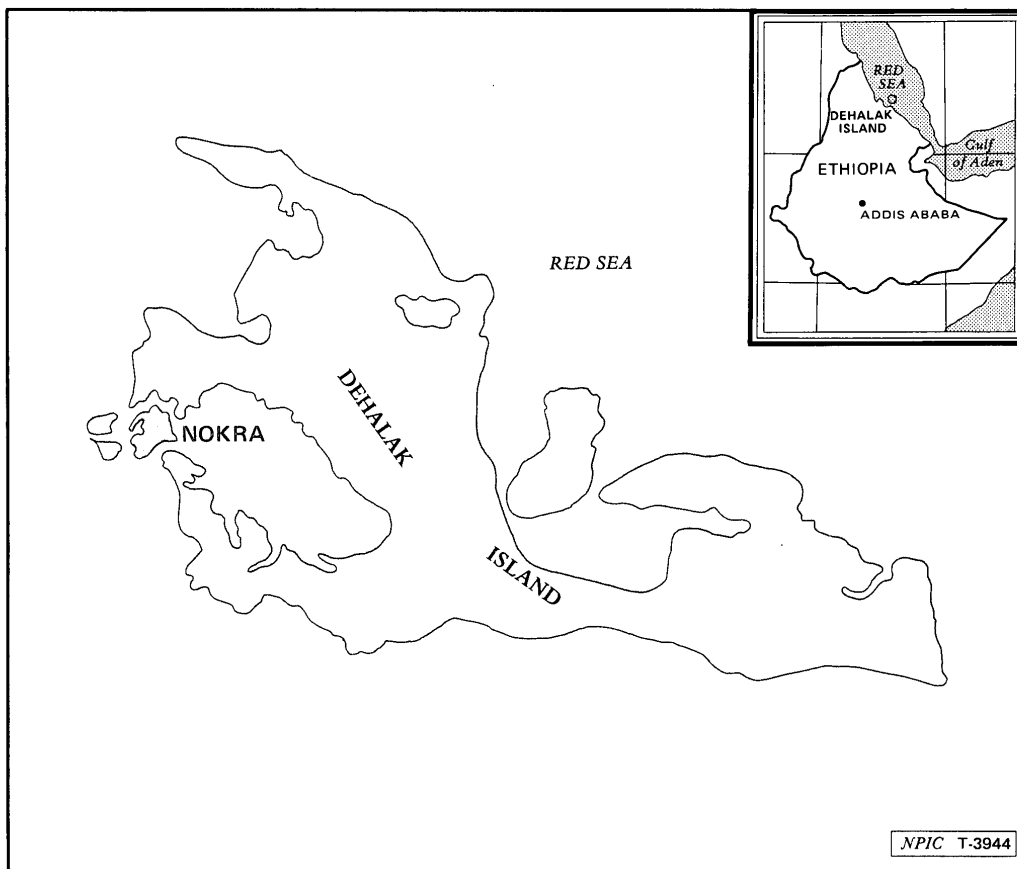 RED
SEA
DEHALAK
ISLAND
Gulf
of Aden
ETHIOPIA
ADDIS ABABA
RED SEA
DEHALAK
NOKRA
ISLAND
NPIC T-3944